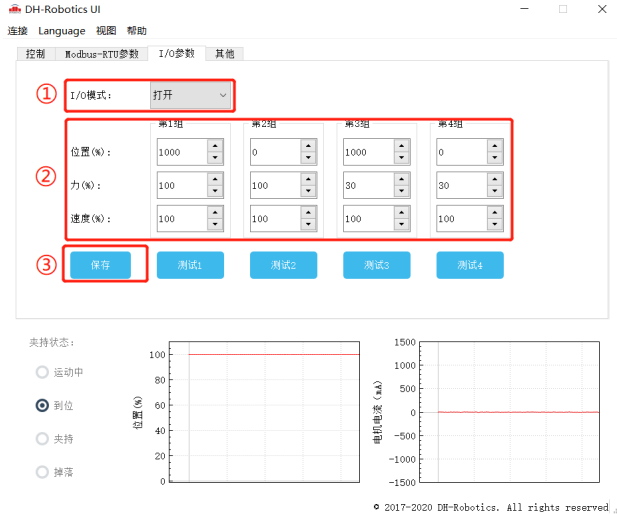 DH-Robotics UI
连接 Language 视图 帮助
控制 Modbus-RTU参数 I/O参数 其他
① I/O模式: 打开
第1组 第2组 第3组 第4组
② 位置(%): 1000 0 1000 0
力(%): 100 100 30 30
速度(%): 100 100 100 100
③ 保存 测试1 测试2 测试3 测试4
夹持状态:
运动中
到位
夹持
掉落
位置(%)
100
80
60
40
20
0
电机电流 (mA)
1500
1000
500
0
-500
-1000
-1500
© 2017-2020 DH-Robotics. All rights reserved